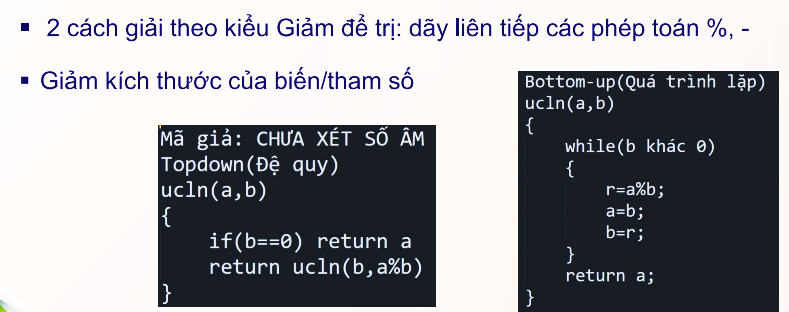 ▪ 2 cách giải theo kiểu Giảm để trị: dãy liên tiếp các phép toán %, -
▪ Giảm kích thước của biến/tham số
Mã giả: CHƯA XÉT SỐ ÂM
Topdown(Đệ quy)
ucln(a,b)
{
    if(b==0) return a
    return ucln(b,a%b)
}
Bottom-up(Quá trình lặp)
ucln(a,b)
{
    while(b khác 0)
    {
        r=a%b;
        a=b;
        b=r;
    }
    return a;
}